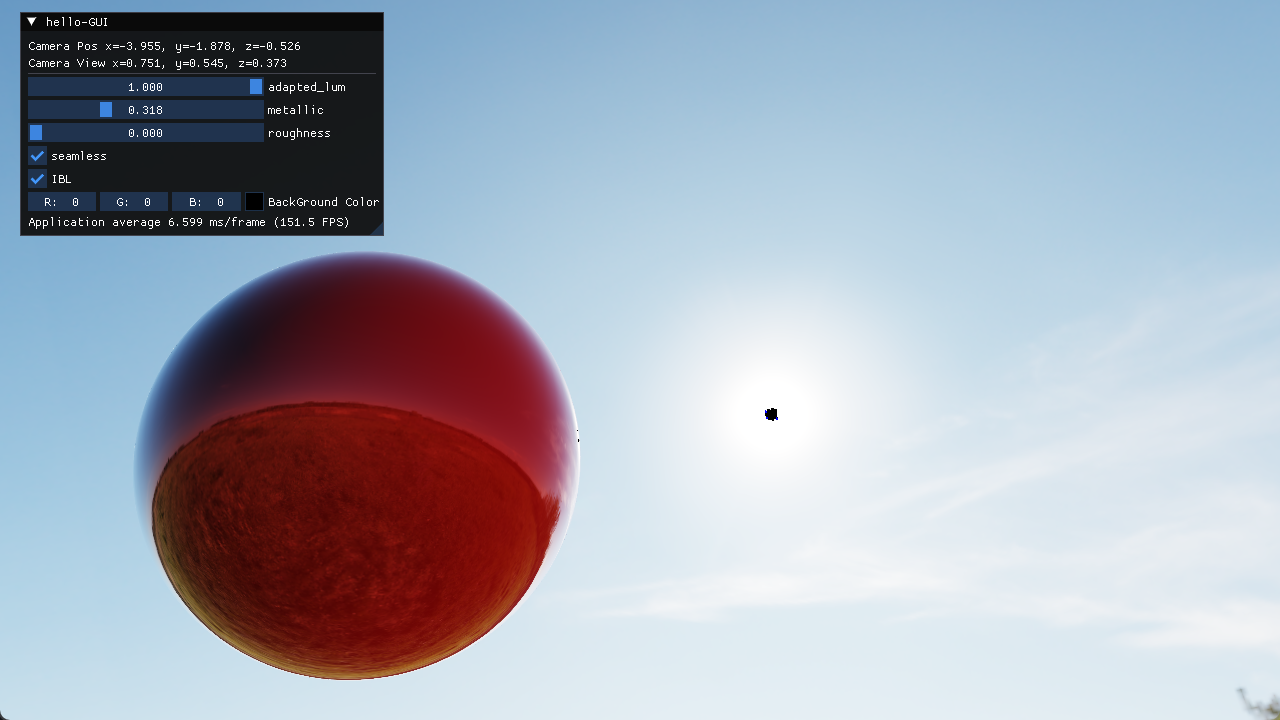 hello-GUI
Camera Pos x=-3.955, y=-1.878, z=-0.526
Camera View x=0.751, y=0.545, z=0.373
1.000 adapted_lum
0.318 metallic
0.000 roughness
seamless
IBL
R: 0 G: 0 B: 0 BackGround Color
Application average 6.599 ms/frame (151.5 FPS)